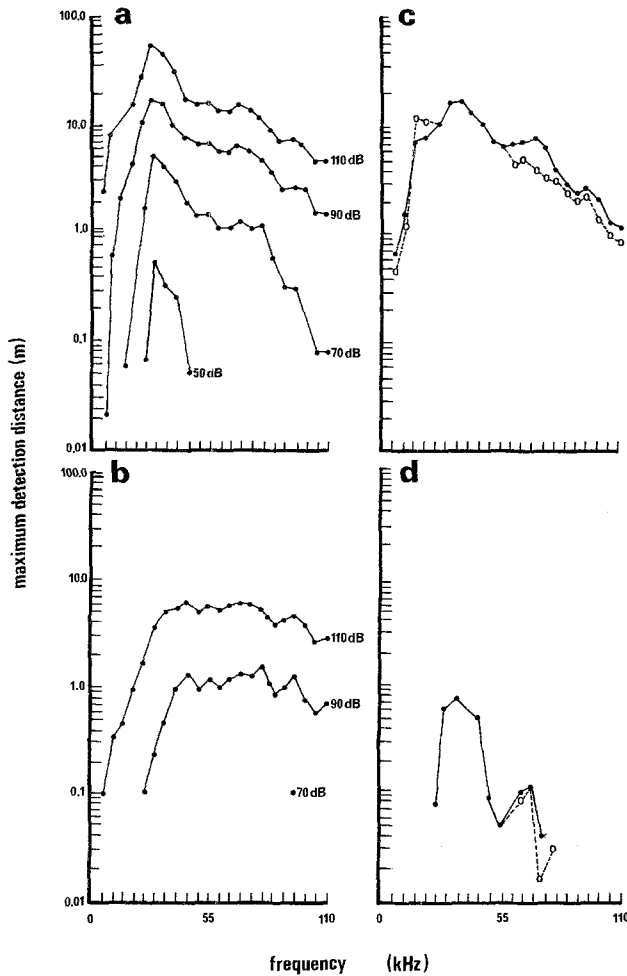 a
100.0
10.0
1.0
0.1
0.01
110 dB
90 dB
70 dB
50 dB
c
b
100.0
10.0
1.0
0.1
0.01
110 dB
90 dB
70 dB
d
0 55 110
0 55 110
maximum detection distance (m)
frequency (kHz)